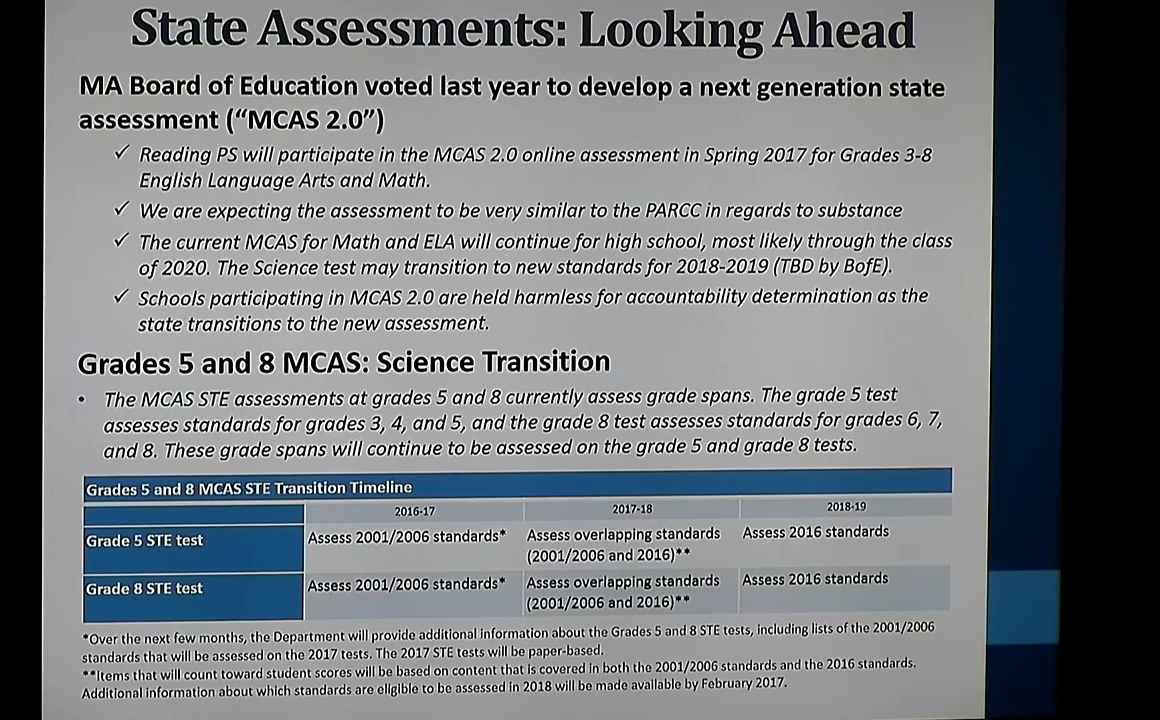 State Assessments: Looking Ahead
MA Board of Education voted last year to develop a next generation state
assessment (“MCAS 2.0”)
✓ Reading PS will participate in the MCAS 2.0 online assessment in Spring 2017 for Grades 3-8
English Language Arts and Math.
✓ We are expecting the assessment to be very similar to the PARCC in regards to substance
✓ The current MCAS for Math and ELA will continue for high school, most likely through the class
of 2020. The Science test may transition to new standards for 2018-2019 (TBD by BofE).
✓ Schools participating in MCAS 2.0 are held harmless for accountability determination as the
state transitions to the new assessment.
Grades 5 and 8 MCAS: Science Transition
• The MCAS STE assessments at grades 5 and 8 currently assess grade spans. The grade 5 test
assesses standards for grades 3, 4, and 5, and the grade 8 test assesses standards for grades 6, 7,
and 8. These grade spans will continue to be assessed on the grade 5 and grade 8 tests.
Grades 5 and 8 MCAS STE Transition Timeline
2016-17 2017-18 2018-19
Grade 5 STE test Assess 2001/2006 standards* Assess overlapping standards Assess 2016 standards
(2001/2006 and 2016)**
Grade 8 STE test Assess 2001/2006 standards* Assess overlapping standards Assess 2016 standards
(2001/2006 and 2016)**
*Over the next few months, the Department will provide additional information about the Grades 5 and 8 STE tests, including lists of the 2001/2006
standards that will be assessed on the 2017 tests. The 2017 STE tests will be paper-based.
**Items that will count toward student scores will be based on content that is covered in both the 2001/2006 standards and the 2016 standards.
Additional information about which standards are eligible to be assessed in 2018 will be made available by February 2017.